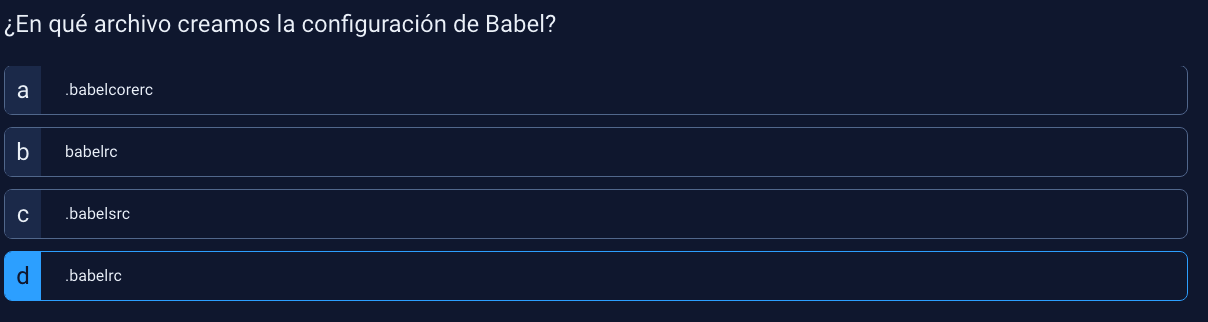 ¿En qué archivo creamos la configuración de Babel?
a .babelcorerc
b babelrc
c .babelsrc
d .babelrc